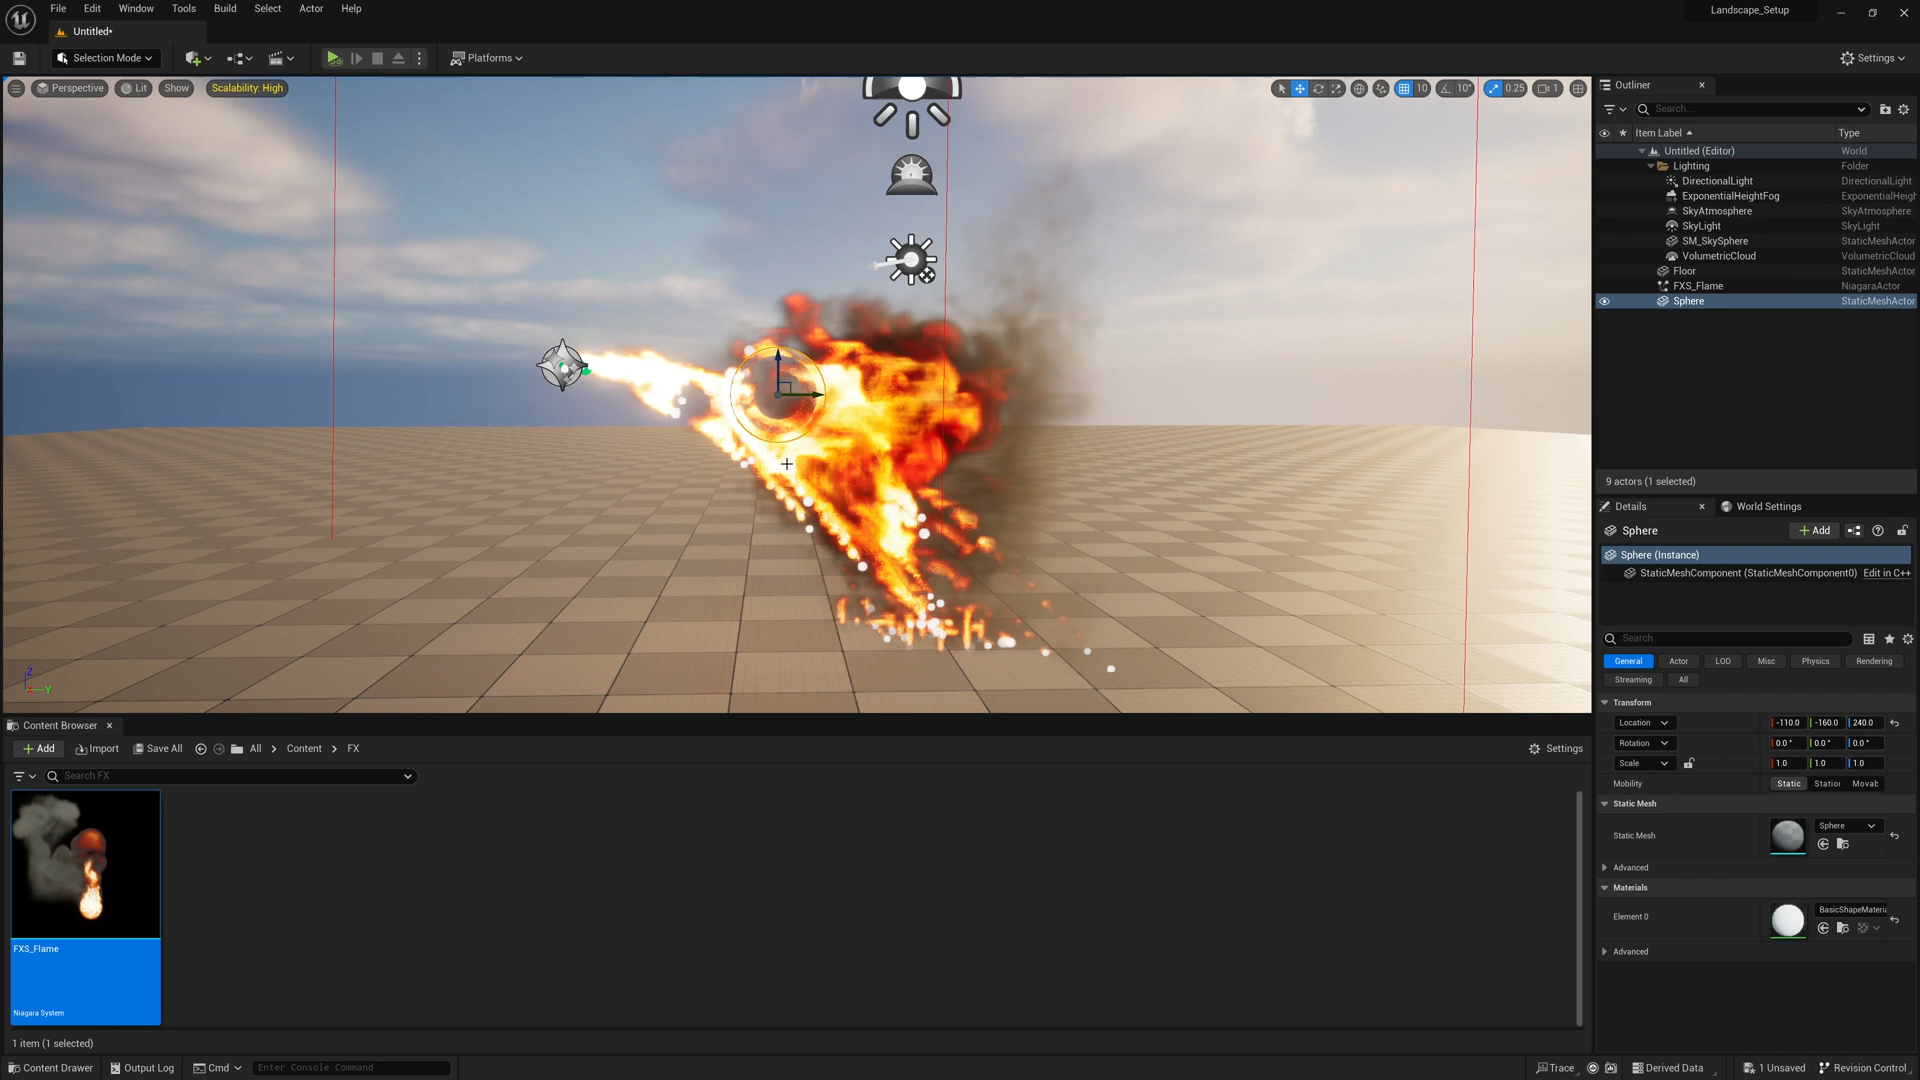 File Edit Window Tools Build Select Actor Help
Landscape_Setup
Untitled*
Selection Mode
Platforms
Settings
Perspective Lit Show Scalability: High
10 10° 0.25 1
Outliner
Search...
Item Label Type
Untitled (Editor) World
Lighting Folder
DirectionalLight DirectionalLight
ExponentialHeightFog ExponentialHeigh
SkyAtmosphere SkyAtmosphere
SkyLight SkyLight
SM_SkySphere StaticMeshActor
VolumetricCloud VolumetricCloud
Floor StaticMeshActor
FXS_Flame NiagaraActor
Sphere StaticMeshActor
9 actors (1 selected)
Details World Settings
Sphere
Add
Sphere (Instance)
StaticMeshComponent (StaticMeshComponent0) Edit in C++
Search
General Actor LOD Misc Physics Rendering
Streaming All
Transform
Location -110.0 -160.0 240.0
Rotation 0.0° 0.0° 0.0°
Scale 1.0 1.0 1.0
Mobility Static Station Movab
Static Mesh
Static Mesh Sphere
Advanced
Materials
Element 0 BasicShapeMateria
Advanced
Z
X Y
Content Browser
Add Import Save All All Content FX Settings
Search FX
FXS_Flame
Niagara System
1 item (1 selected)
Content Drawer Output Log Cmd Enter Console Command
Trace Derived Data 1 Unsaved Revision Control